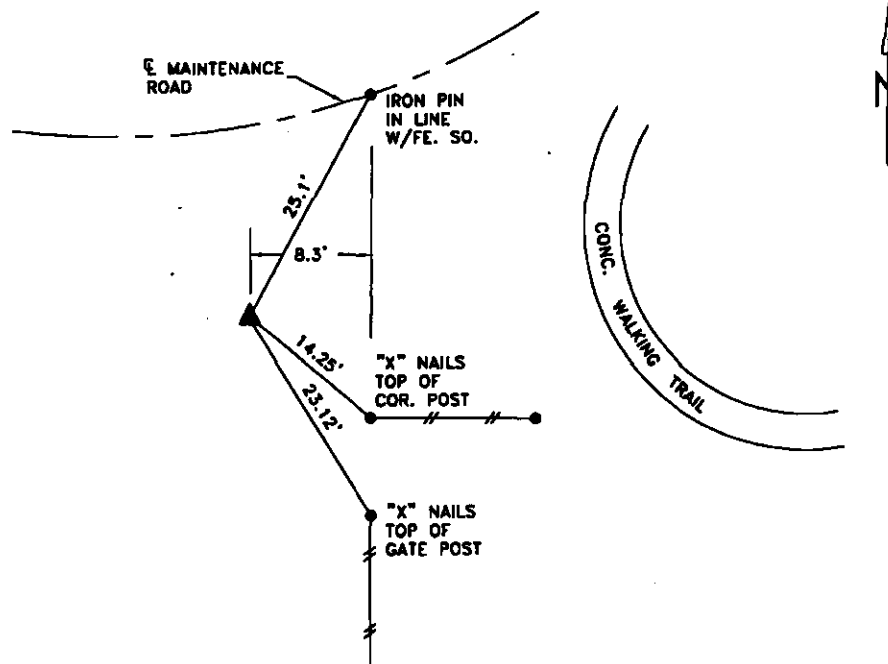 ℄ MAINTENANCE
ROAD
IRON PIN
IN LINE
W/FE. SO.
N
25.1'
8.3'
14.25'
23.12'
"X" NAILS
TOP OF
COR. POST
"X" NAILS
TOP OF
GATE POST
CONC. WALKING TRAIL